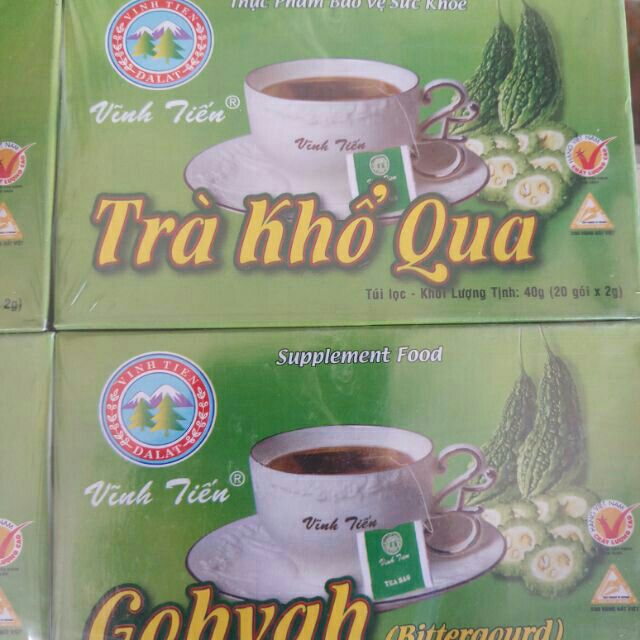 Thực Phẩm Bảo Vệ Sức Khỏe
VINH TIEN
DALAT
Vĩnh Tiến®
Vĩnh Tiến
Trà Khổ Qua
Túi lọc - Khối Lượng Tịnh: 40g (20 gói x 2g)
2g)
Supplement Food
VINH TIEN
DALAT
Vĩnh Tiến®
Vĩnh Tiến
TEA BAG
Gohyah (Bittergourd)